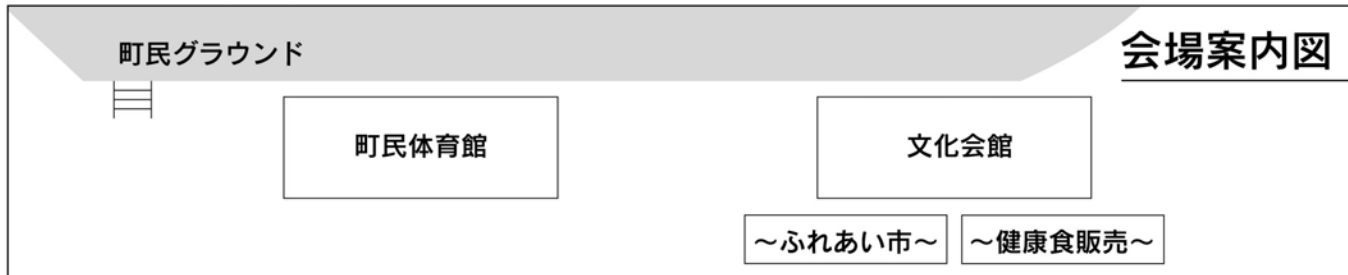 町民グラウンド
会場案内図
町民体育館
文化会館
～ふれあい市～
～健康食販売～